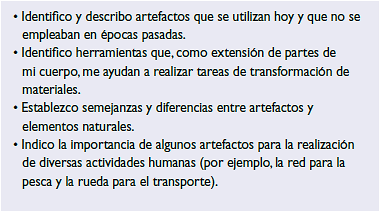 • Identifico y describo artefactos que se utilizan hoy y que no se
empleaban en épocas pasadas.
• Identifico herramientas que, como extensión de partes de
mi cuerpo, me ayudan a realizar tareas de transformación de
materiales.
• Establezco semejanzas y diferencias entre artefactos y
elementos naturales.
• Indico la importancia de algunos artefactos para la realización
de diversas actividades humanas (por ejemplo, la red para la
pesca y la rueda para el transporte).